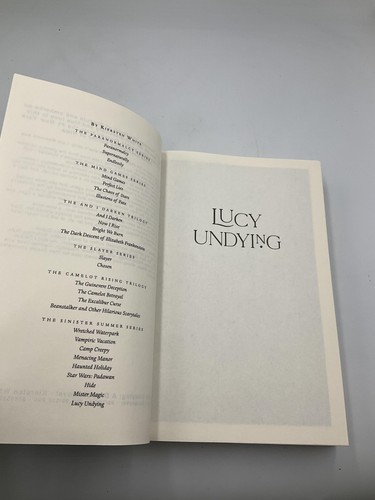 By Kiersten White
THE PARANORMALCY SERIES
Paranormalcy
Supernaturally
Endlessly
THE MIND GAMES SERIES
Mind Games
Perfect Lies
The Chaos of Stars
Illusions of Fate
THE AND I DARKEN TRILOGY
And I Darken
Now I Rise
Bright We Burn
The Dark Descent of Elizabeth Frankenstein
THE SLAYER SERIES
Slayer
Chosen
THE CAMELOT RISING TRILOGY
The Guinevere Deception
The Camelot Betrayal
The Excalibur Curse
Beanstalker and Other Hilarious Scarytales
THE SINISTER SUMMER SERIES
Wretched Waterpark
Vampiric Vacation
Camp Creepy
Menacing Manor
Haunted Holiday
Star Wars: Padawan
Hide
Mister Magic
Lucy Undying
LUCY
UNDYING